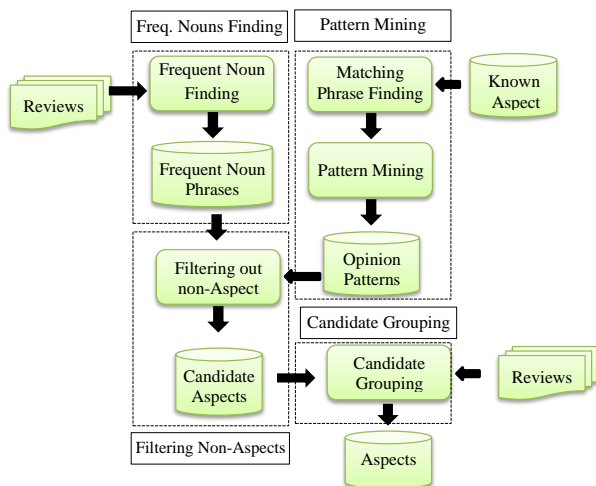 Freq. Nouns Finding
Pattern Mining
Reviews
Frequent Noun
Finding
Matching
Phrase Finding
Known
Aspect
Frequent Noun
Phrases
Pattern Mining
Filtering out
non-Aspect
Opinion
Patterns
Candidate Grouping
Candidate
Aspects
Candidate
Grouping
Reviews
Filtering Non-Aspects
Aspects